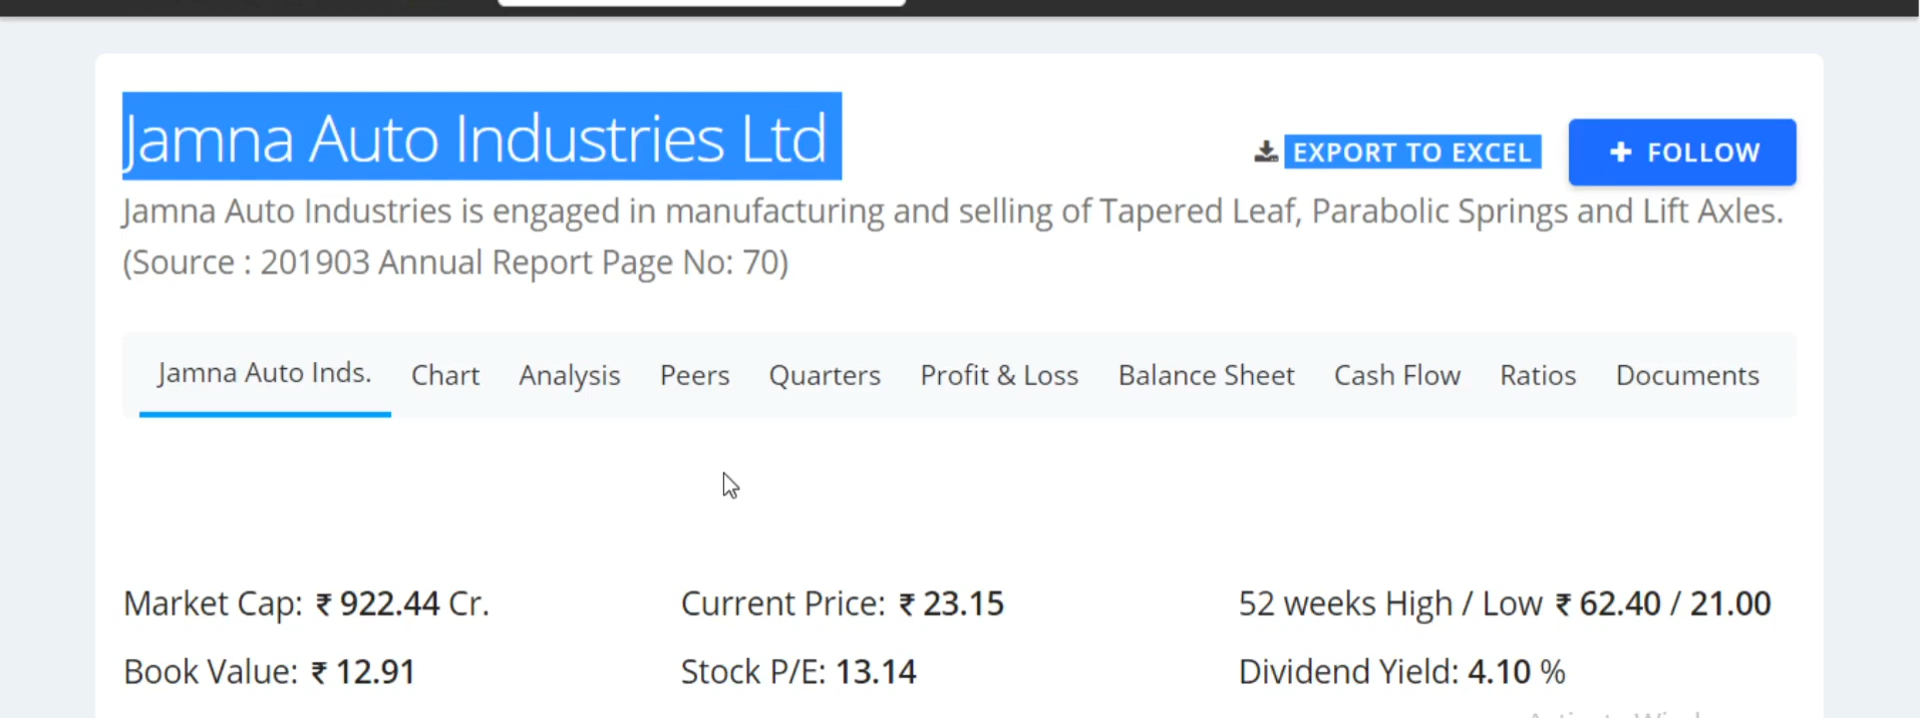 Jamna Auto Industries Ltd
EXPORT TO EXCEL
+ FOLLOW
Jamna Auto Industries is engaged in manufacturing and selling of Tapered Leaf, Parabolic Springs and Lift Axles.
(Source : 201903 Annual Report Page No: 70)
Jamna Auto Inds. Chart Analysis Peers Quarters Profit & Loss Balance Sheet Cash Flow Ratios Documents
Market Cap: ₹ 922.44 Cr. Current Price: ₹ 23.15 52 weeks High / Low ₹ 62.40 / 21.00
Book Value: ₹ 12.91 Stock P/E: 13.14 Dividend Yield: 4.10 %